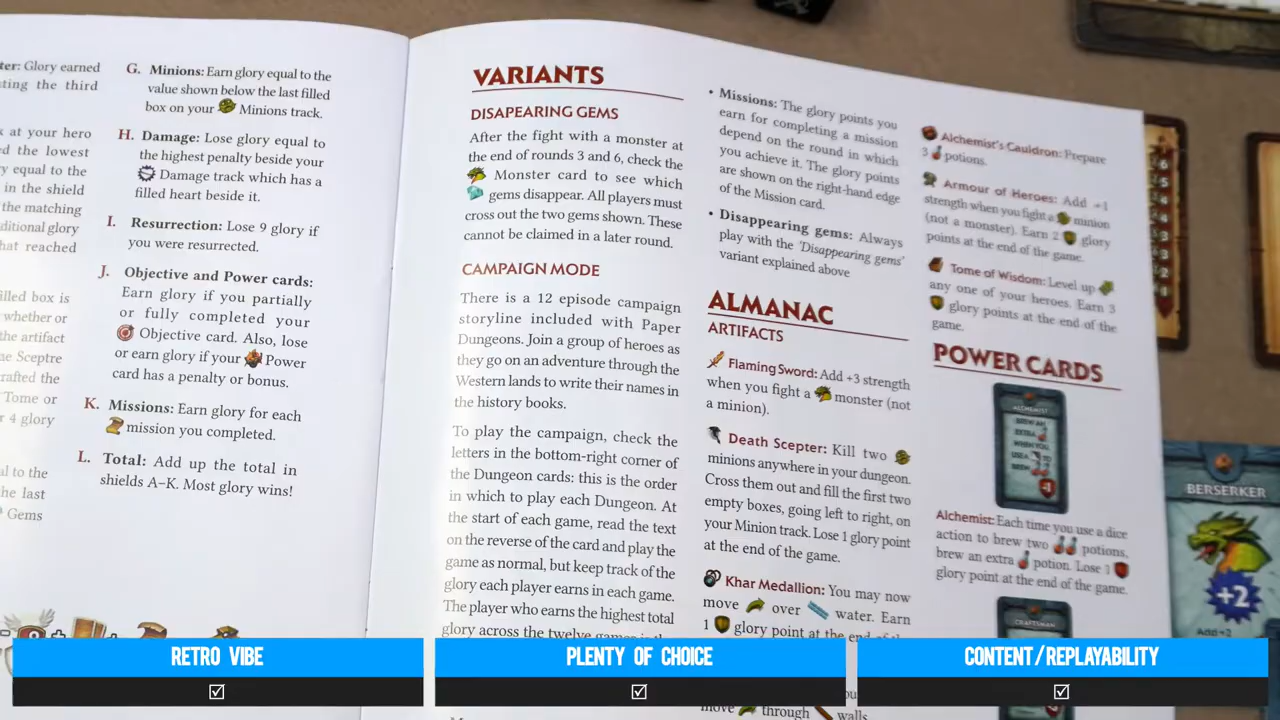 ter: Glory earned
ting the third
k at your hero
ed the lowest
y equal to the
in the shield
the matching
ditional glory
hat reached
illed box is
whether or
the artifact
ne Sceptre
rafted the
Tome or
r 4 glory
al to the
he last
Gems
G. Minions: Earn glory equal to the
value shown below the last filled
box on your Minions track.
H. Damage: Lose glory equal to
the highest penalty beside your
Damage track which has a
filled heart beside it.
I. Resurrection: Lose 9 glory if
you were resurrected.
J. Objective and Power cards:
Earn glory if you partially
or fully completed your
Objective card. Also, lose
or earn glory if your Power
card has a penalty or bonus.
K. Missions: Earn glory for each
mission you completed.
L. Total: Add up the total in
shields A–K. Most glory wins!
VARIANTS
DISAPEARING GEMS
After the fight with a monster at
the end of rounds 3 and 6, check the
Monster card to see which
gems disappear. All players must
cross out the two gems shown. These
cannot be claimed in a later round.
CAMPAIGN MODE
There is a 12 episode campaign
storyline included with Paper
Dungeons. Join a group of heroes as
they go on an adventure through the
Western lands to write their names in
the history books.
To play the campaign, check the
letters in the bottom-right corner of
the Dungeon cards: this is the order
in which to play each Dungeon. At
the start of each game, read the text
on the reverse of the card and play the
game as normal, but keep track of the
glory each player earns in each game.
The player who earns the highest total
glory across the twelve games
• Missions: The glory points you
earn for completing a mission
depend on the round in which
you achieve it. The glory points
are shown on the right-hand edge
of the Mission card.
• Disappearing gems: Always
play with the 'Disappearing gems'
variant explained above
ALMANAC
ARTIFACTS
Flaming Sword: Add +3 strength
when you fight a monster (not
a minion).
Death Scepter: Kill two
minions anywhere in your dungeon.
Cross them out and fill the first two
empty boxes, going left to right, on
your Minion track. Lose 1 glory point
at the end of the game.
Khar Medallion: You may now
move over water. Earn
1 glory point at the end of the
move through walls.
Alchemist's Cauldron: Prepare
3 potions.
Armour of Heroes: Add +1
strength when you fight a minion
(not a monster). Earn 2 glory
points at the end of the game.
Tome of Wisdom: Level up
any one of your heroes. Earn 3
glory points at the end of the
game.
POWER CARDS
ALCHEMIST
BREW AN
EXTRA
WHEN YOU
USE A TO
BREW
-1
Alchemist: Each time you use a dice
action to brew two potions,
brew an extra potion. Lose 1
glory point at the end of the game.
CRAFTSMAN
BERSERKER
+2
Add +2
RETRO VIBE
PLENTY OF CHOICE
CONTENT/REPLAYABILITY